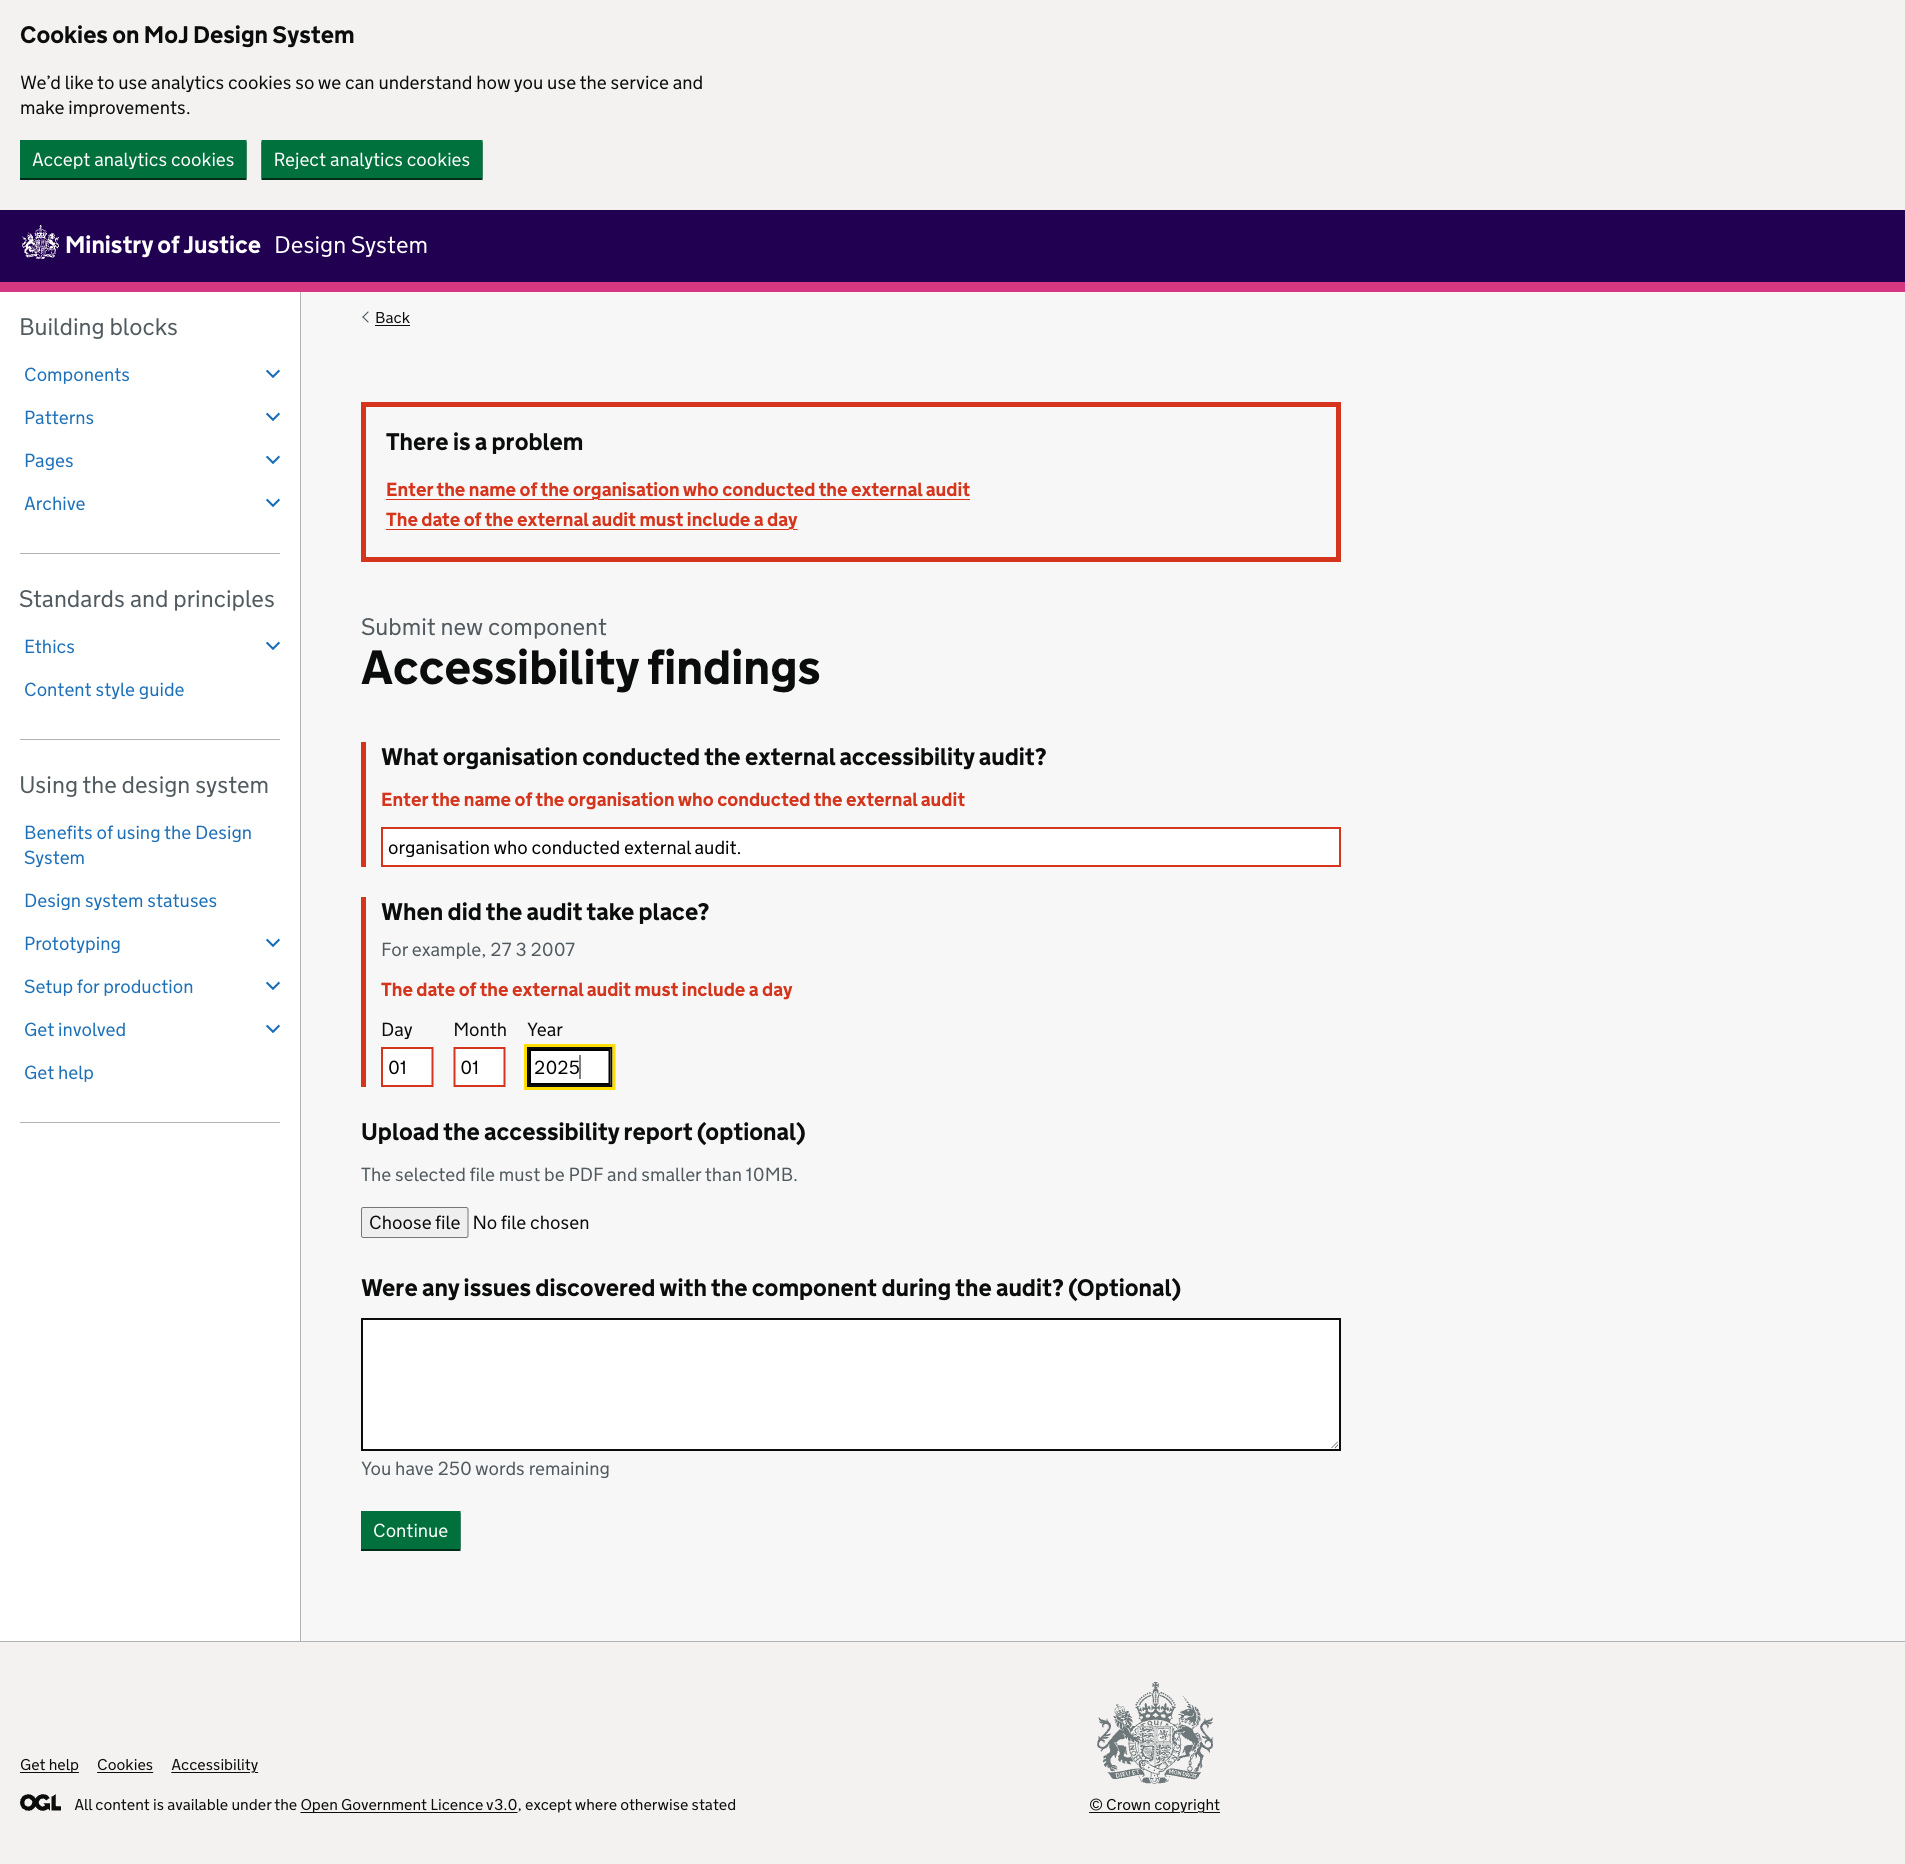 Cookies on MoJ Design System
We’d like to use analytics cookies so we can understand how you use the service and
make improvements.
Accept analytics cookies
Reject analytics cookies
Ministry of Justice Design System
Building blocks
Components
Patterns
Pages
Archive
Standards and principles
Ethics
Content style guide
Using the design system
Benefits of using the Design
System
Design system statuses
Prototyping
Setup for production
Get involved
Get help
Back
There is a problem
Enter the name of the organisation who conducted the external audit
The date of the external audit must include a day
Submit new component
Accessibility findings
What organisation conducted the external accessibility audit?
Enter the name of the organisation who conducted the external audit
organisation who conducted external audit.
When did the audit take place?
For example, 27 3 2007
The date of the external audit must include a day
Day Month Year
01 01 2025
Upload the accessibility report (optional)
The selected file must be PDF and smaller than 10MB.
Choose file No file chosen
Were any issues discovered with the component during the audit? (Optional)
You have 250 words remaining
Continue
Get help Cookies Accessibility
OGL All content is available under the Open Government Licence v3.0, except where otherwise stated
© Crown copyright